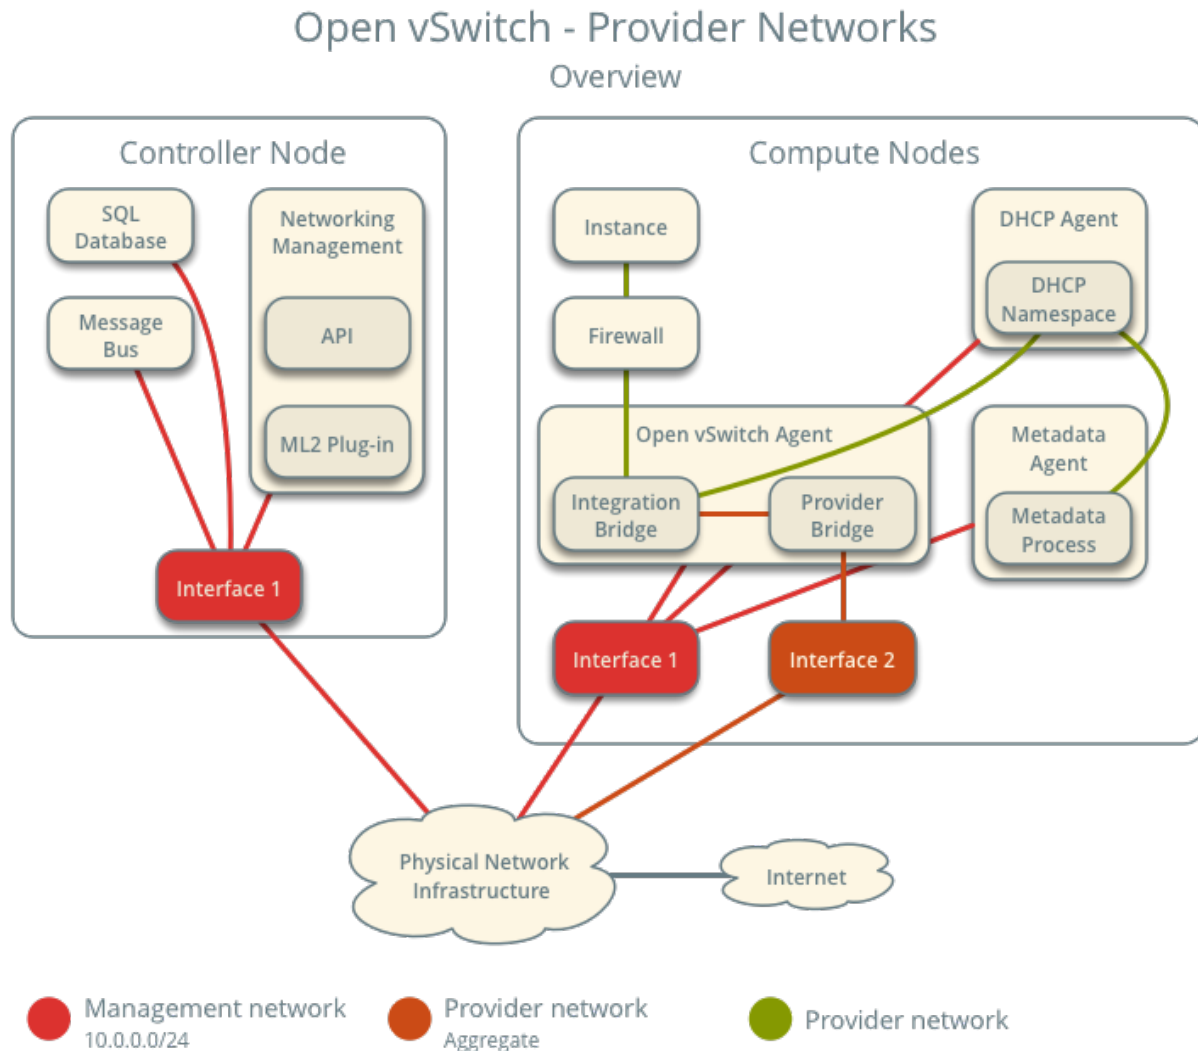 Open vSwitch - Provider Networks
Overview
Controller Node
SQL
Database
Networking
Management
Message
Bus
API
ML2 Plug-in
Interface 1
Compute Nodes
Instance
DHCP Agent
DHCP
Namespace
Firewall
Open vSwitch Agent
Metadata
Agent
Integration
Bridge
Provider
Bridge
Metadata
Process
Interface 1
Interface 2
Physical Network
Infrastructure
Internet
Management network
10.0.0.0/24
Provider network
Aggregate
Provider network